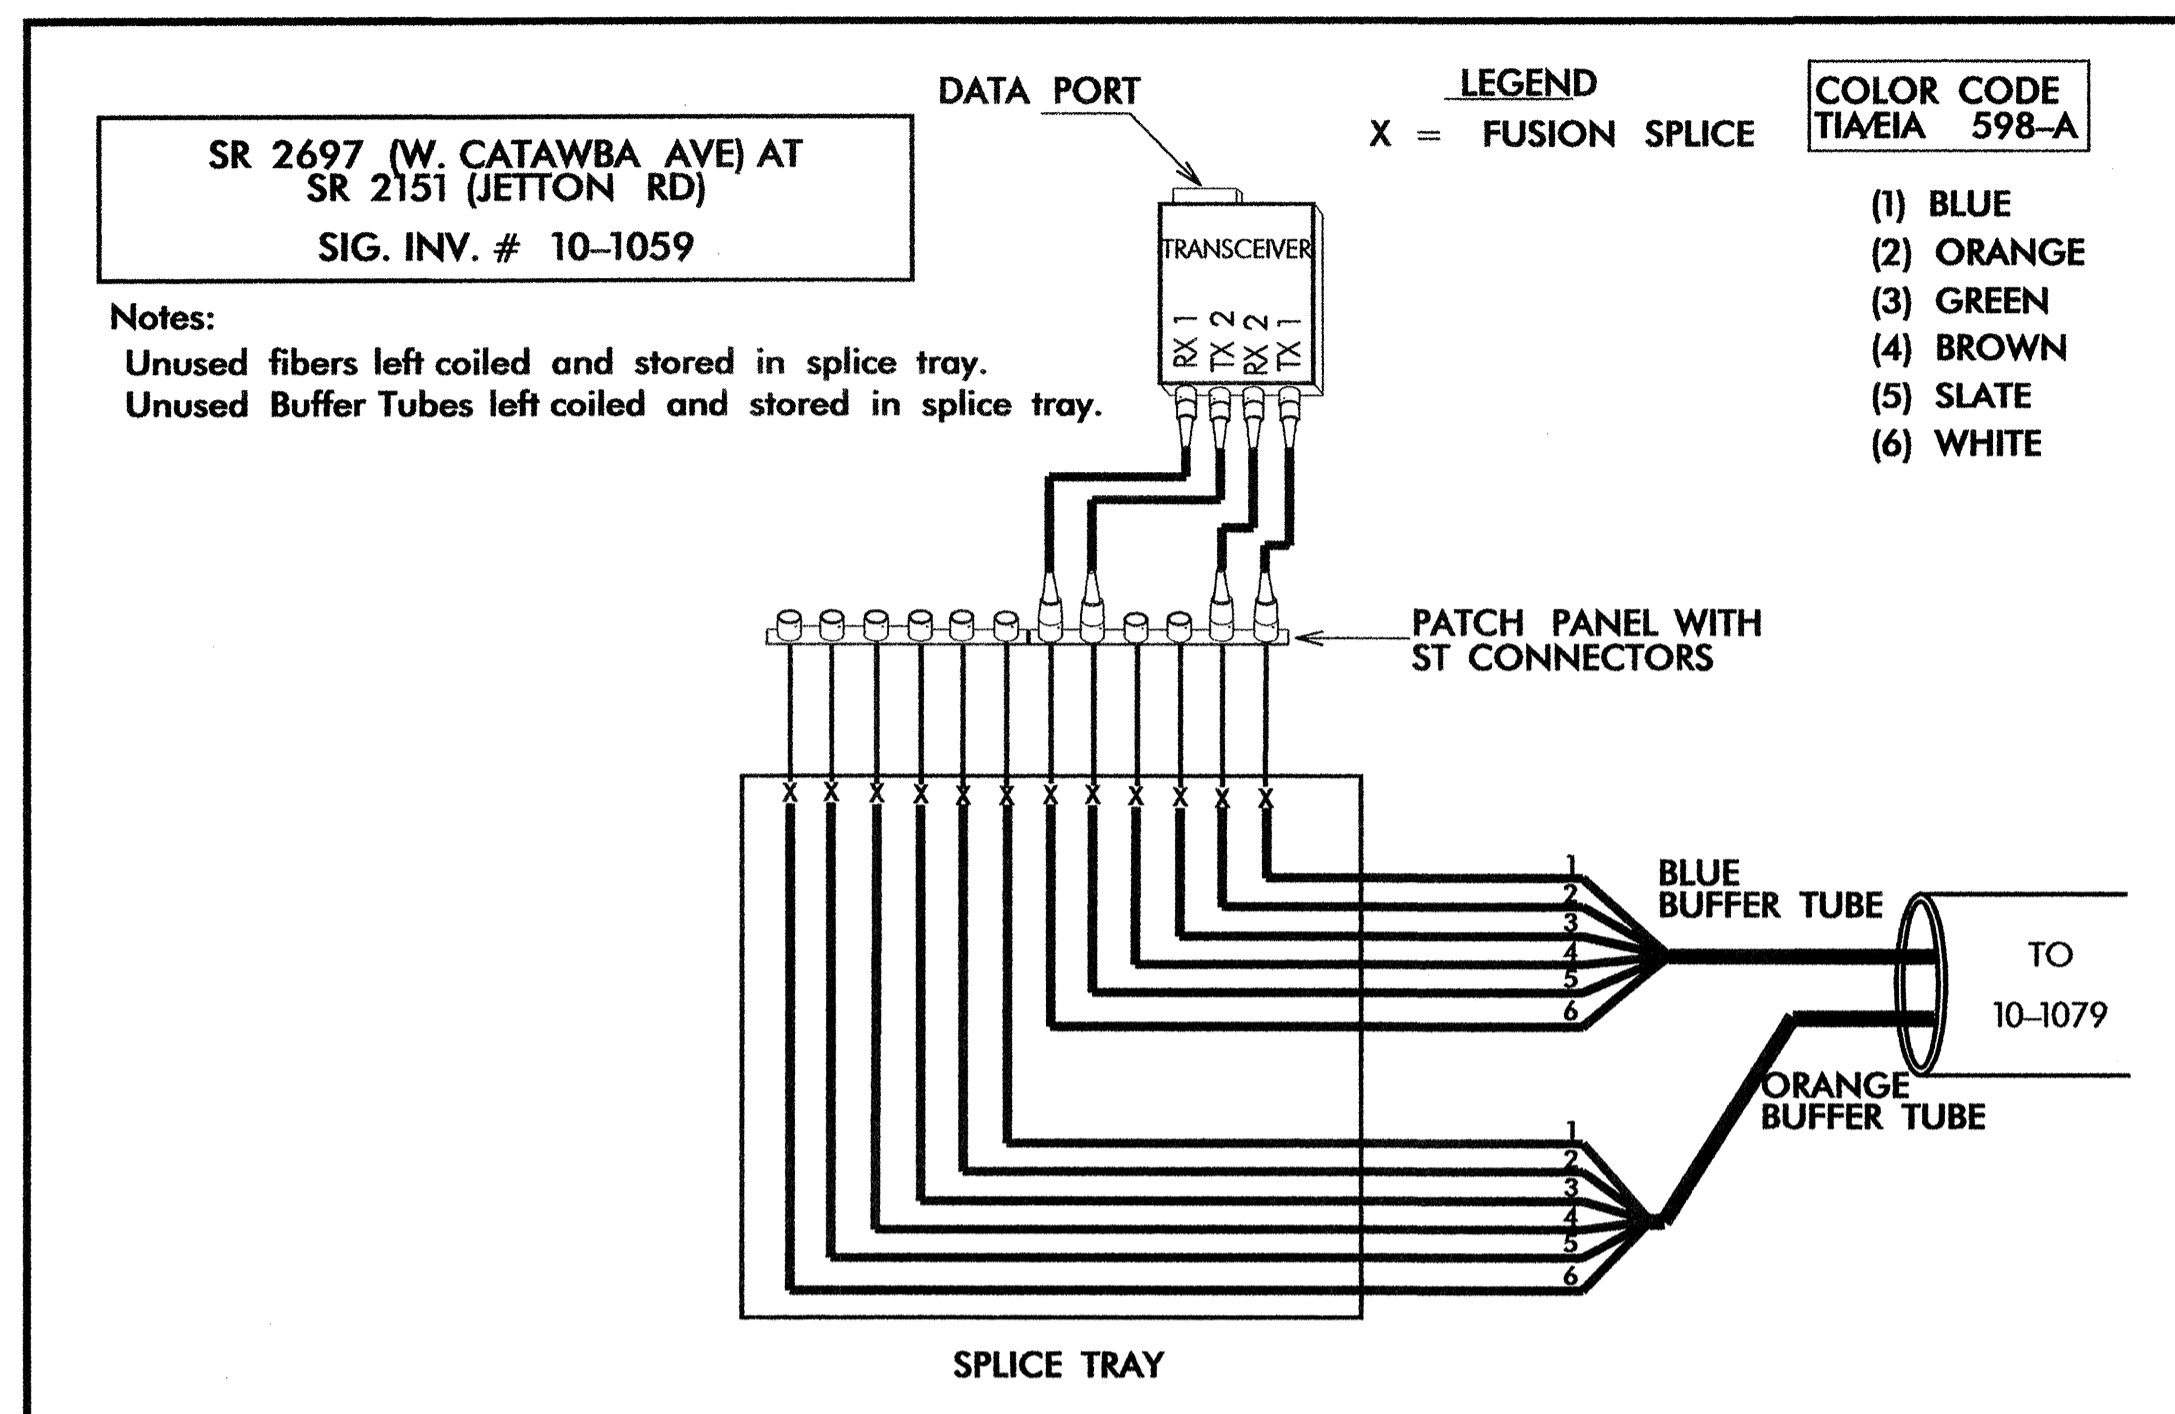 SR 2697 (W. CATAWBA AVE) AT
SR 2151 (JETTON RD)
SIG. INV. # 10-1059
Notes:
Unused fibers left coiled and stored in splice tray.
Unused Buffer Tubes left coiled and stored in splice tray.
DATA PORT
LEGEND
X = FUSION SPLICE
COLOR CODE
TIA/EIA 598-A
(1) BLUE
(2) ORANGE
(3) GREEN
(4) BROWN
(5) SLATE
(6) WHITE
TRANSCEIVER
RX 1
TX 2
RX 2
TX 1
PATCH PANEL WITH
ST CONNECTORS
X X X X X X X X X X X X
1
2
3
4
5
6
BLUE
BUFFER TUBE
TO
10-1079
ORANGE
BUFFER TUBE
1
2
3
4
5
6
SPLICE TRAY